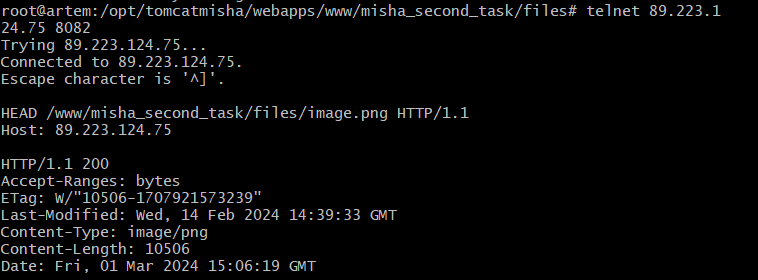 root@artem:/opt/tomcatmisha/webapps/www/misha_second_task/files# telnet 89.223.1
24.75 8082
Trying 89.223.124.75...
Connected to 89.223.124.75.
Escape character is '^]'.
HEAD /www/misha_second_task/files/image.png HTTP/1.1
Host: 89.223.124.75
HTTP/1.1 200
Accept-Ranges: bytes
ETag: W/"10506-1707921573239"
Last-Modified: Wed, 14 Feb 2024 14:39:33 GMT
Content-Type: image/png
Content-Length: 10506
Date: Fri, 01 Mar 2024 15:06:19 GMT